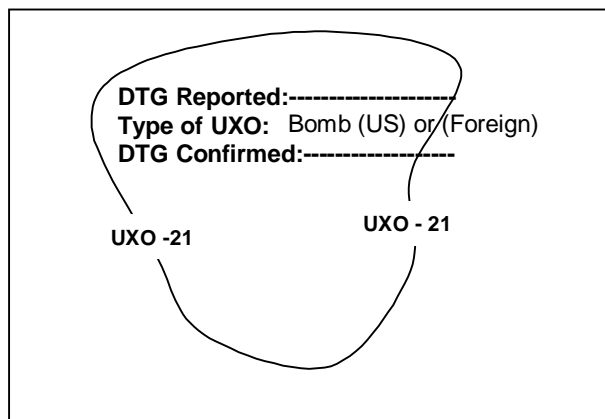 DTG Reported:---------------------
Type of UXO: Bomb (US) or (Foreign)
DTG Confirmed:-------------------
UXO -21
UXO - 21